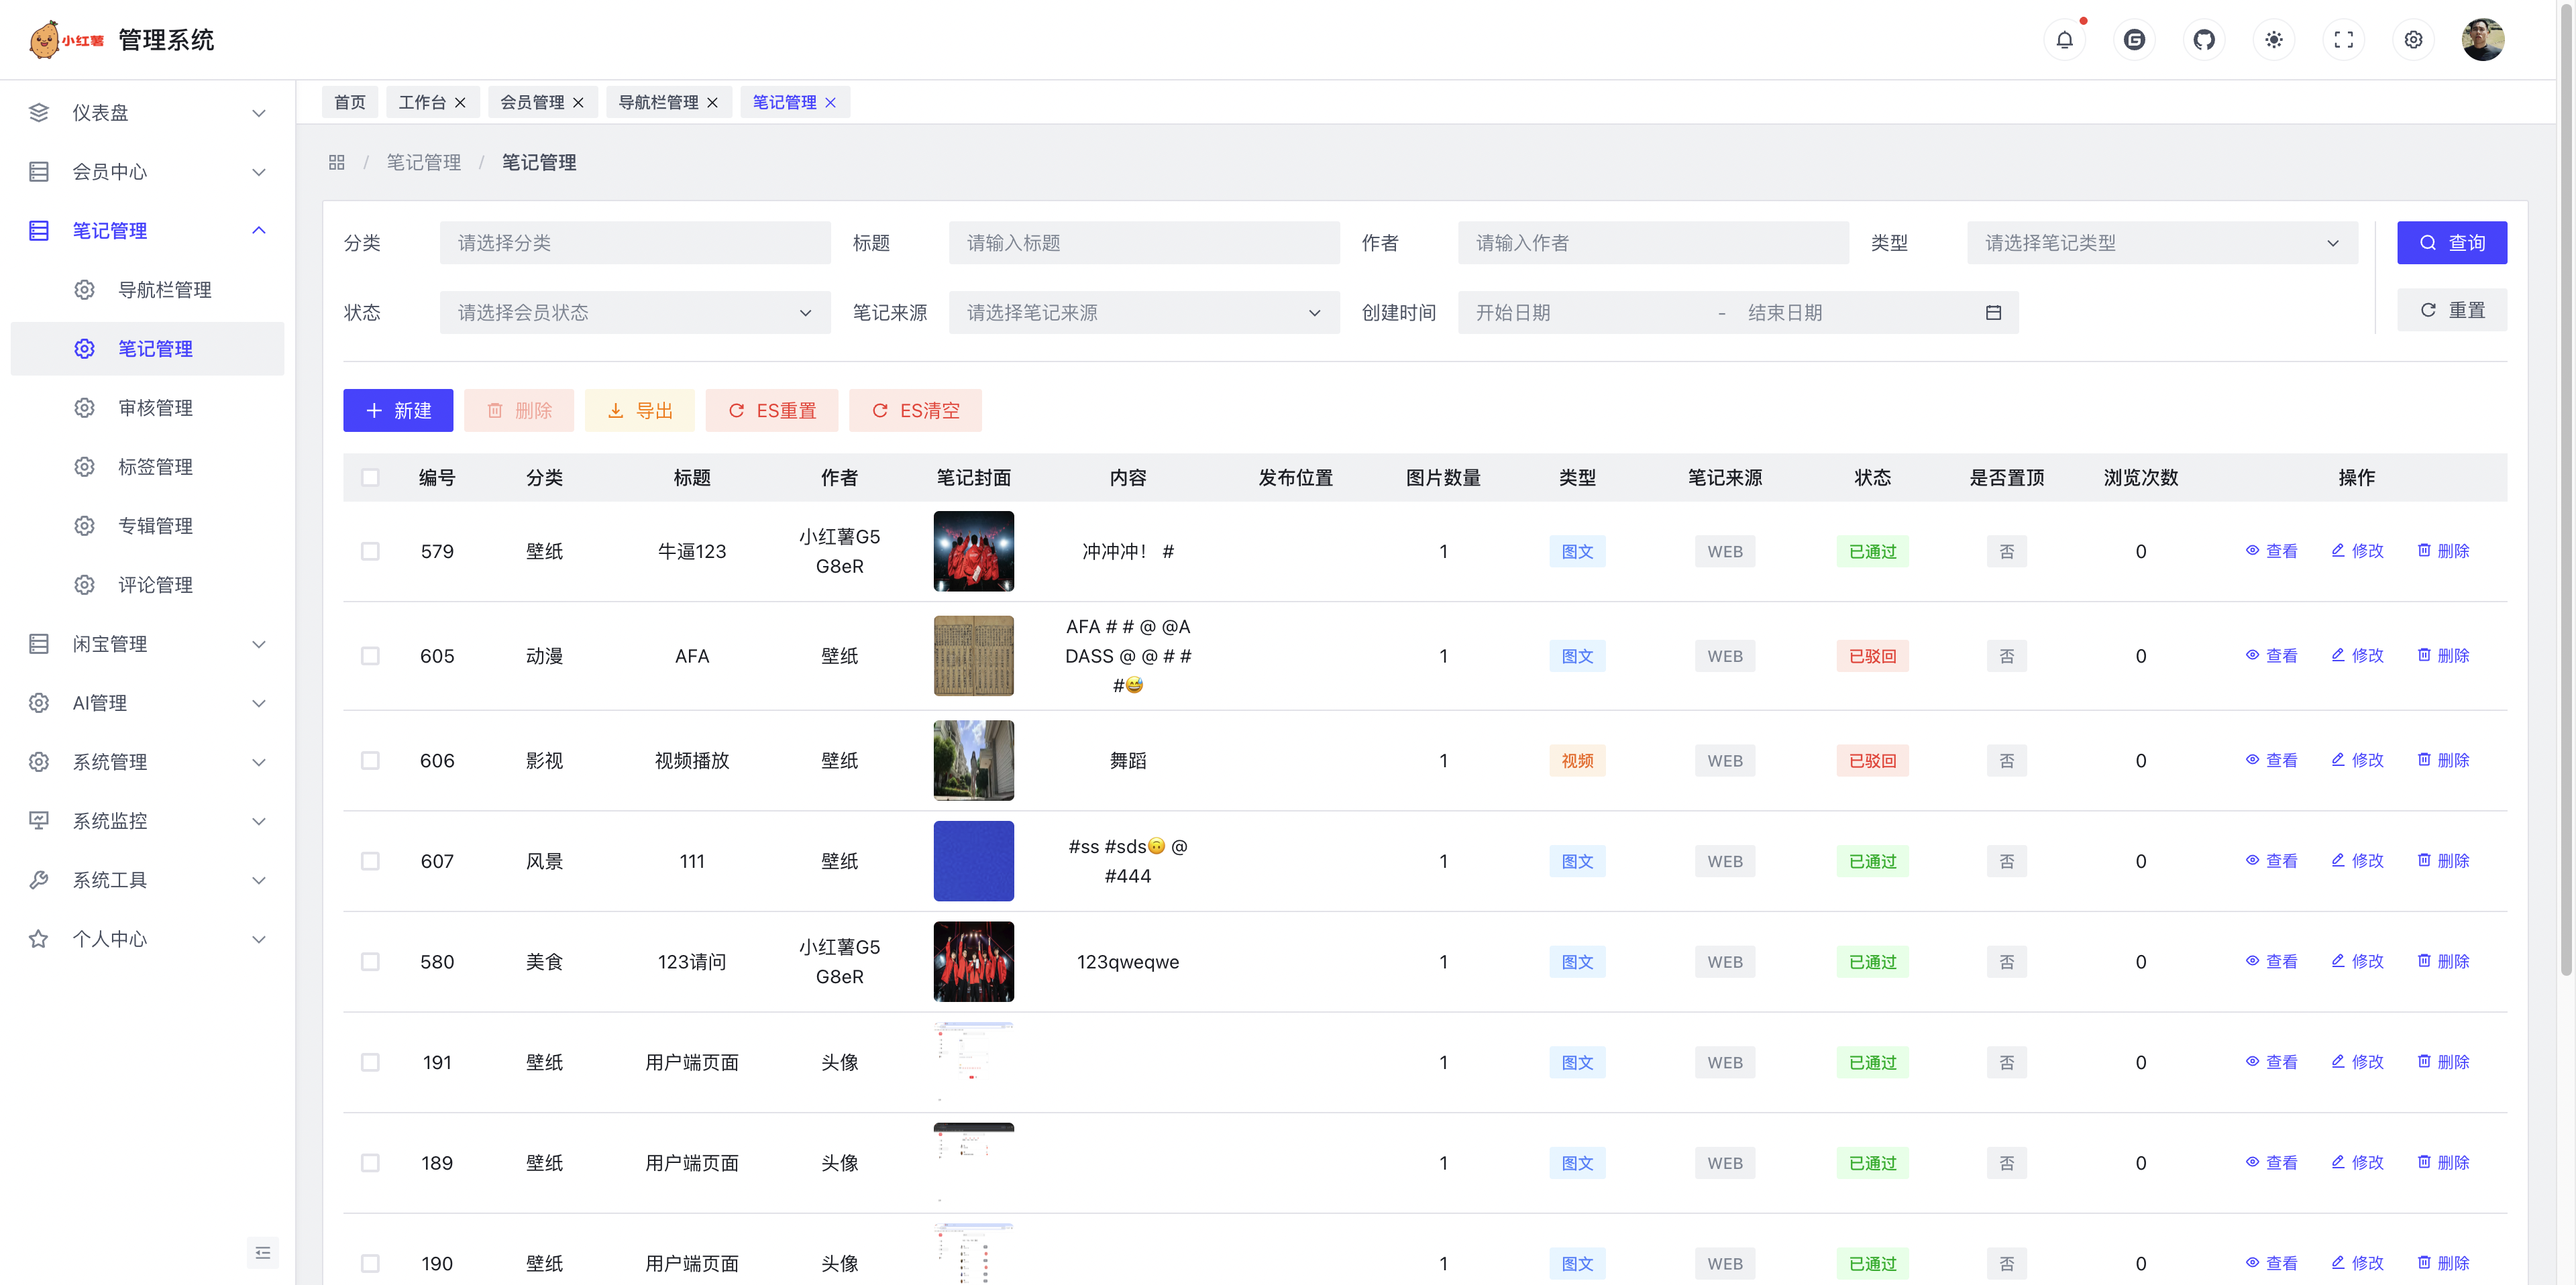 小红薯 管理系统
首页 工作台 会员管理 导航栏管理 笔记管理
仪表盘
会员中心
笔记管理
导航栏管理
笔记管理
审核管理
标签管理
专辑管理
评论管理
闲宝管理
AI管理
系统管理
系统监控
系统工具
个人中心
/ 笔记管理 / 笔记管理
分类 请选择分类 标题 请输入标题 作者 请输入作者 类型 请选择笔记类型 查询
状态 请选择会员状态 笔记来源 请选择笔记来源 创建时间 开始日期 - 结束日期 重置
新建 删除 导出 ES重置 ES清空
编号 分类 标题 作者 笔记封面 内容 发布位置 图片数量 类型 笔记来源 状态 是否置顶 浏览次数 操作
579 壁纸 牛逼123 小红薯G5
G8eR 冲冲冲！ # 1 图文 WEB 已通过 否 0 查看 修改 删除
605 动漫 AFA 壁纸 AFA # # @ @A
DASS @ @ # #
#😅 1 图文 WEB 已驳回 否 0 查看 修改 删除
606 影视 视频播放 壁纸 舞蹈 1 视频 WEB 已驳回 否 0 查看 修改 删除
607 风景 111 壁纸 #ss #sds🙃 @
#444 1 图文 WEB 已通过 否 0 查看 修改 删除
580 美食 123请问 小红薯G5
G8eR 123qweqwe 1 图文 WEB 已通过 否 0 查看 修改 删除
191 壁纸 用户端页面 头像 1 图文 WEB 已通过 否 0 查看 修改 删除
189 壁纸 用户端页面 头像 1 图文 WEB 已通过 否 0 查看 修改 删除
190 壁纸 用户端页面 头像 1 图文 WEB 已通过 否 0 查看 修改 删除